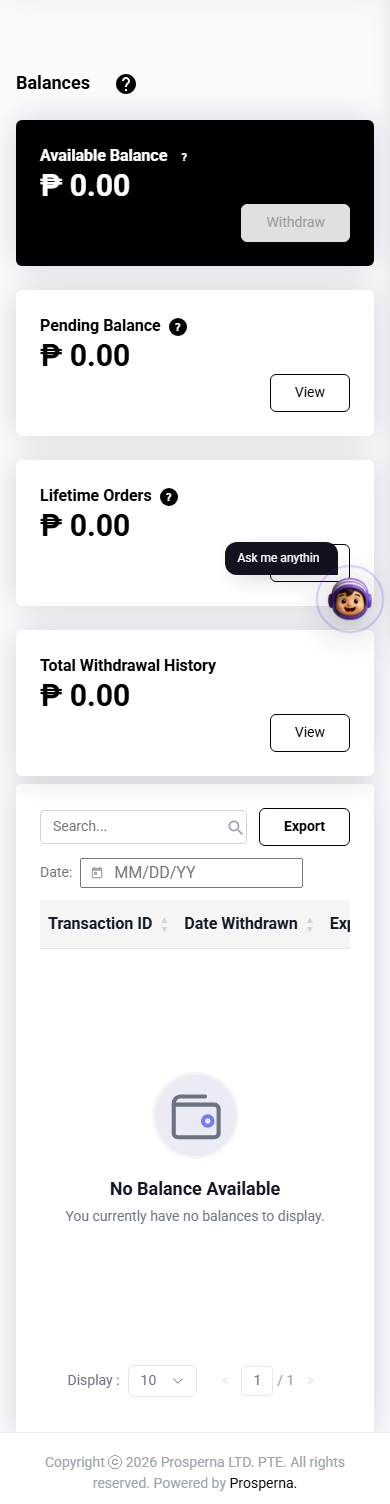 Balances ?
Available Balance ?
₱ 0.00
Withdraw
Pending Balance ?
₱ 0.00
View
Lifetime Orders ?
₱ 0.00
Ask me anythin
Total Withdrawal History
₱ 0.00
View
Search... Export
Date: MM/DD/YY
Transaction ID Date Withdrawn Exp
No Balance Available
You currently have no balances to display.
Display : 10 < 1 / 1 >
Copyright © 2026 Prosperna LTD. PTE. All rights
reserved. Powered by Prosperna.